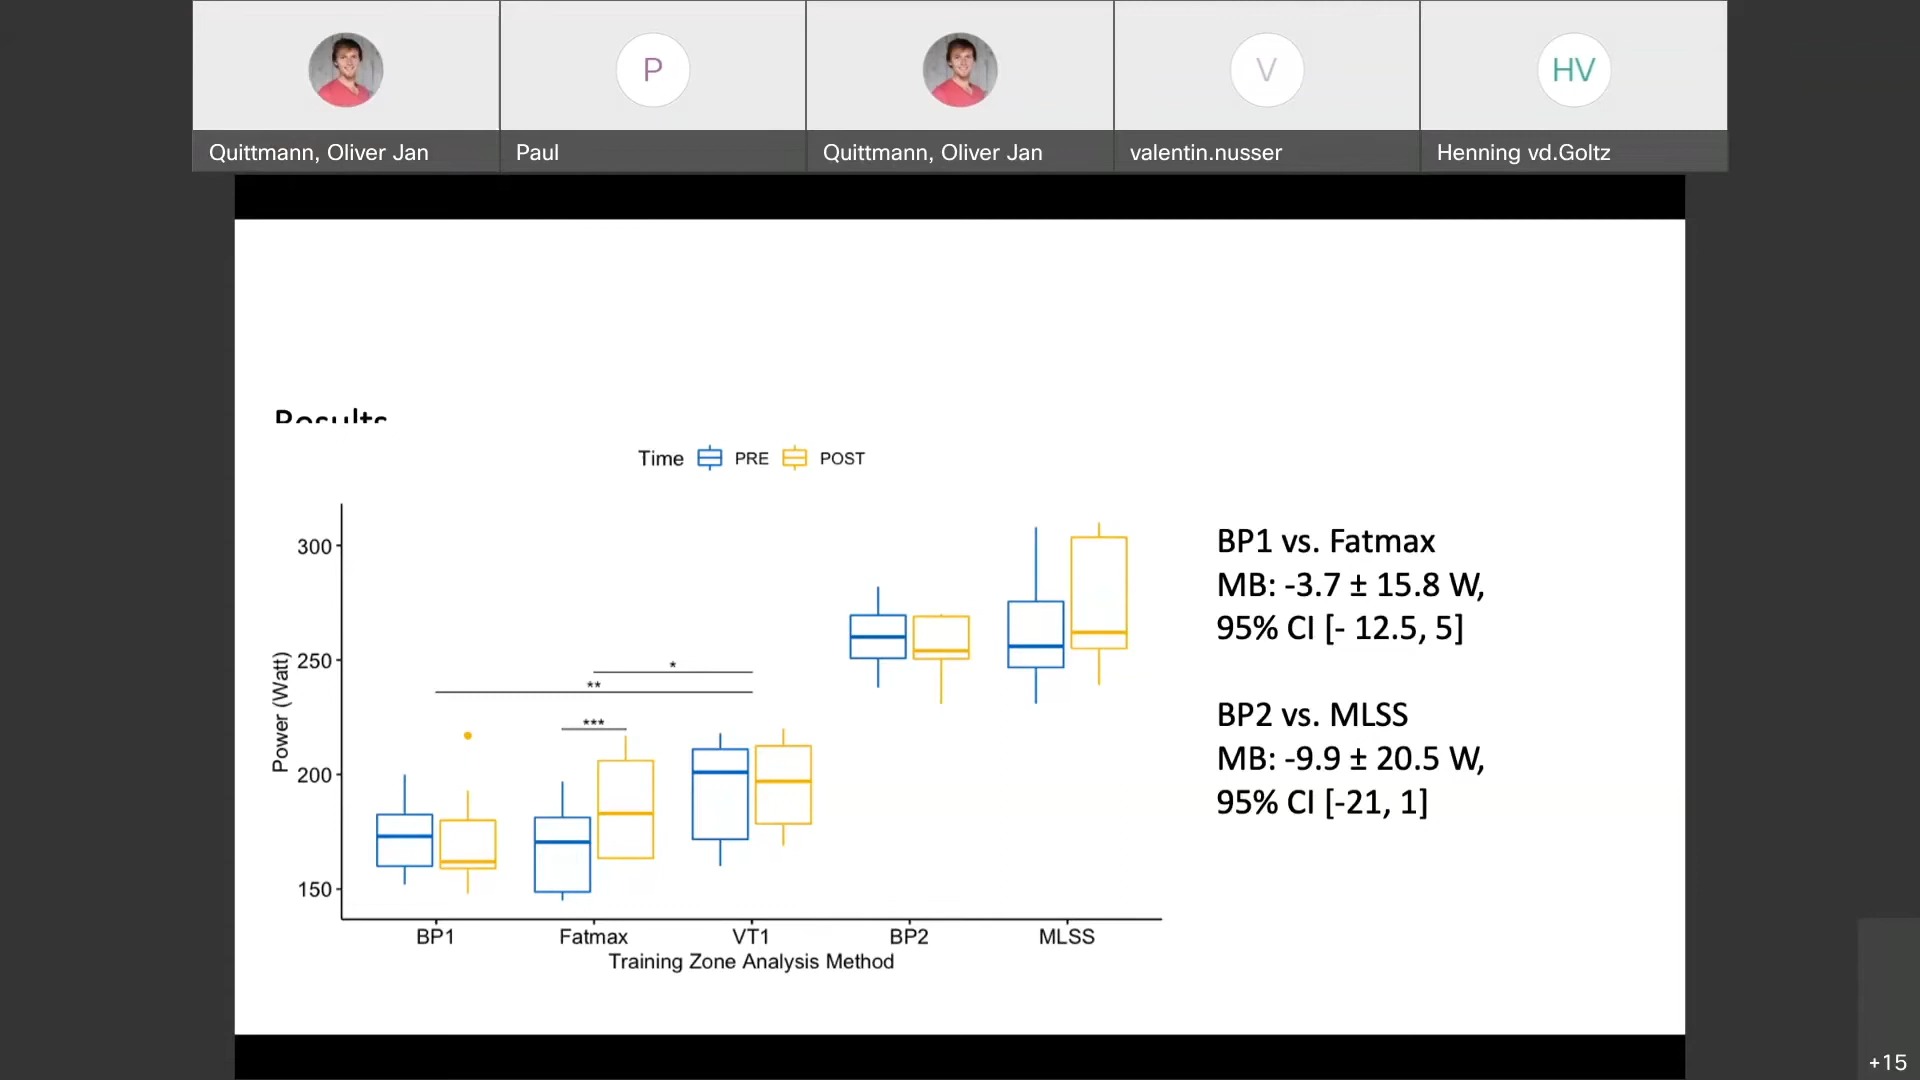 P
V
HV
Quittmann, Oliver Jan
Paul
Quittmann, Oliver Jan
valentin.nusser
Henning vd.Goltz
Results
Time PRE POST
300
250
200
150
Power (Watt)
*
**
***
BP1
Fatmax
VT1
BP2
MLSS
Training Zone Analysis Method
BP1 vs. Fatmax
MB: -3.7 ± 15.8 W,
95% CI [- 12.5, 5]
BP2 vs. MLSS
MB: -9.9 ± 20.5 W,
95% CI [-21, 1]
+15